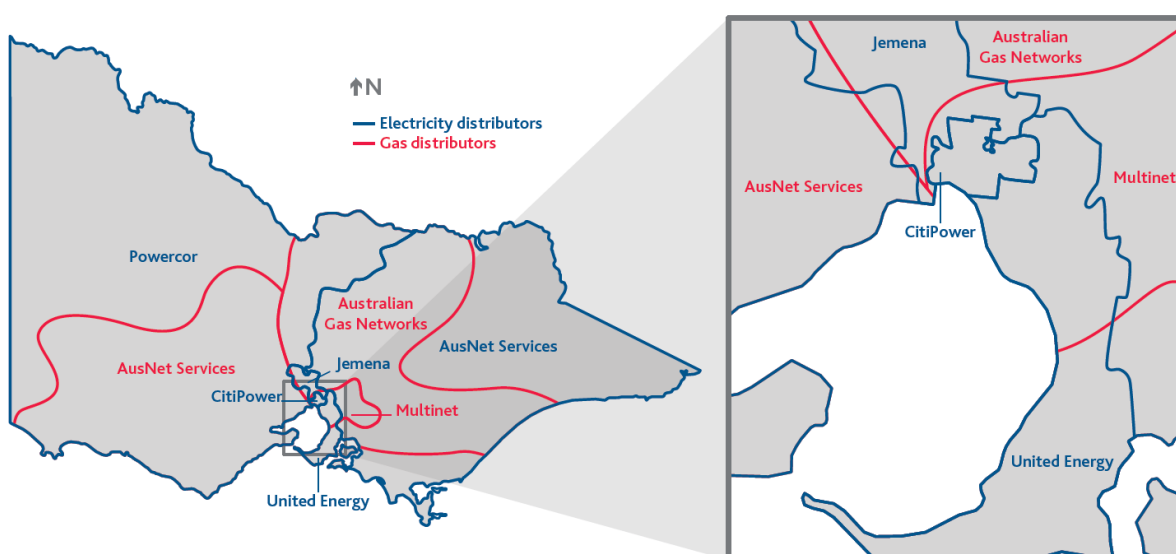 N
Electricity distributors
Gas distributors
Powercor
Australian
Gas Networks
AusNet Services
AusNet Services
Jemena
CitiPower
Multinet
United Energy
Jemena
Australian
Gas Networks
AusNet Services
Multinet
CitiPower
United Energy